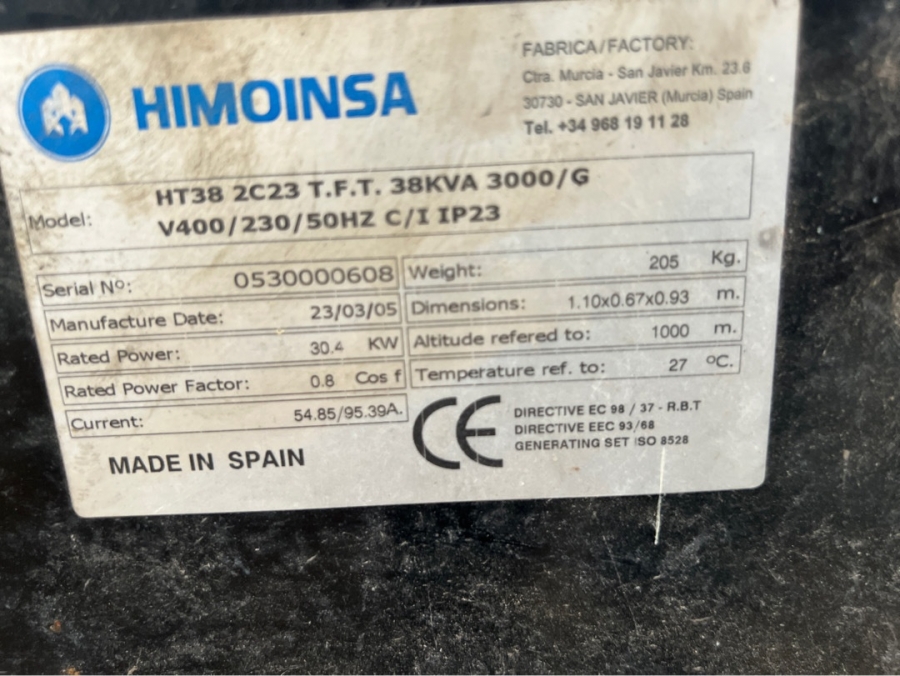 HIMOINSA
FABRICA/FACTORY:
Ctra. Murcia - San Javier Km. 23.6
30730 - SAN JAVIER (Murcia) Spain
Tel. +34 968 19 11 28
Model:
HT38 2C23 T.F.T. 38KVA 3000/G
V400/230/50HZ C/I IP23
Serial Nº: 0530000608
Manufacture Date: 23/03/05
Rated Power: 30.4 KW
Rated Power Factor: 0.8 Cos f
Current: 54.85/95.39A.
Weight: 205 Kg.
Dimensions: 1.10x0.67x0.93 m.
Altitude refered to: 1000 m.
Temperature ref. to: 27 ºC.
MADE IN SPAIN
CE
DIRECTIVE EC 98 / 37 - R.B.T
DIRECTIVE EEC 93/68
GENERATING SET ISO 8528